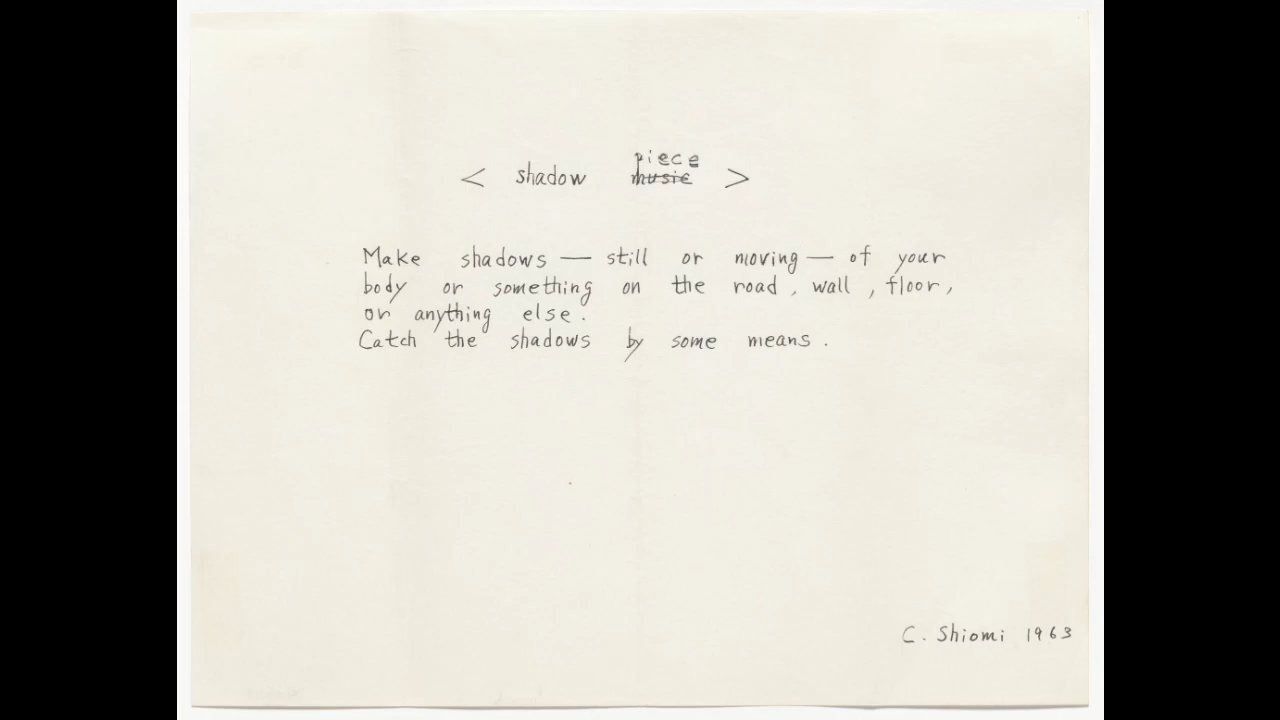 piece
< shadow music >
Make shadows — still or moving — of your
body or something on the road, wall, floor,
or anything else.
Catch the shadows by some means.
C. Shiomi 1963